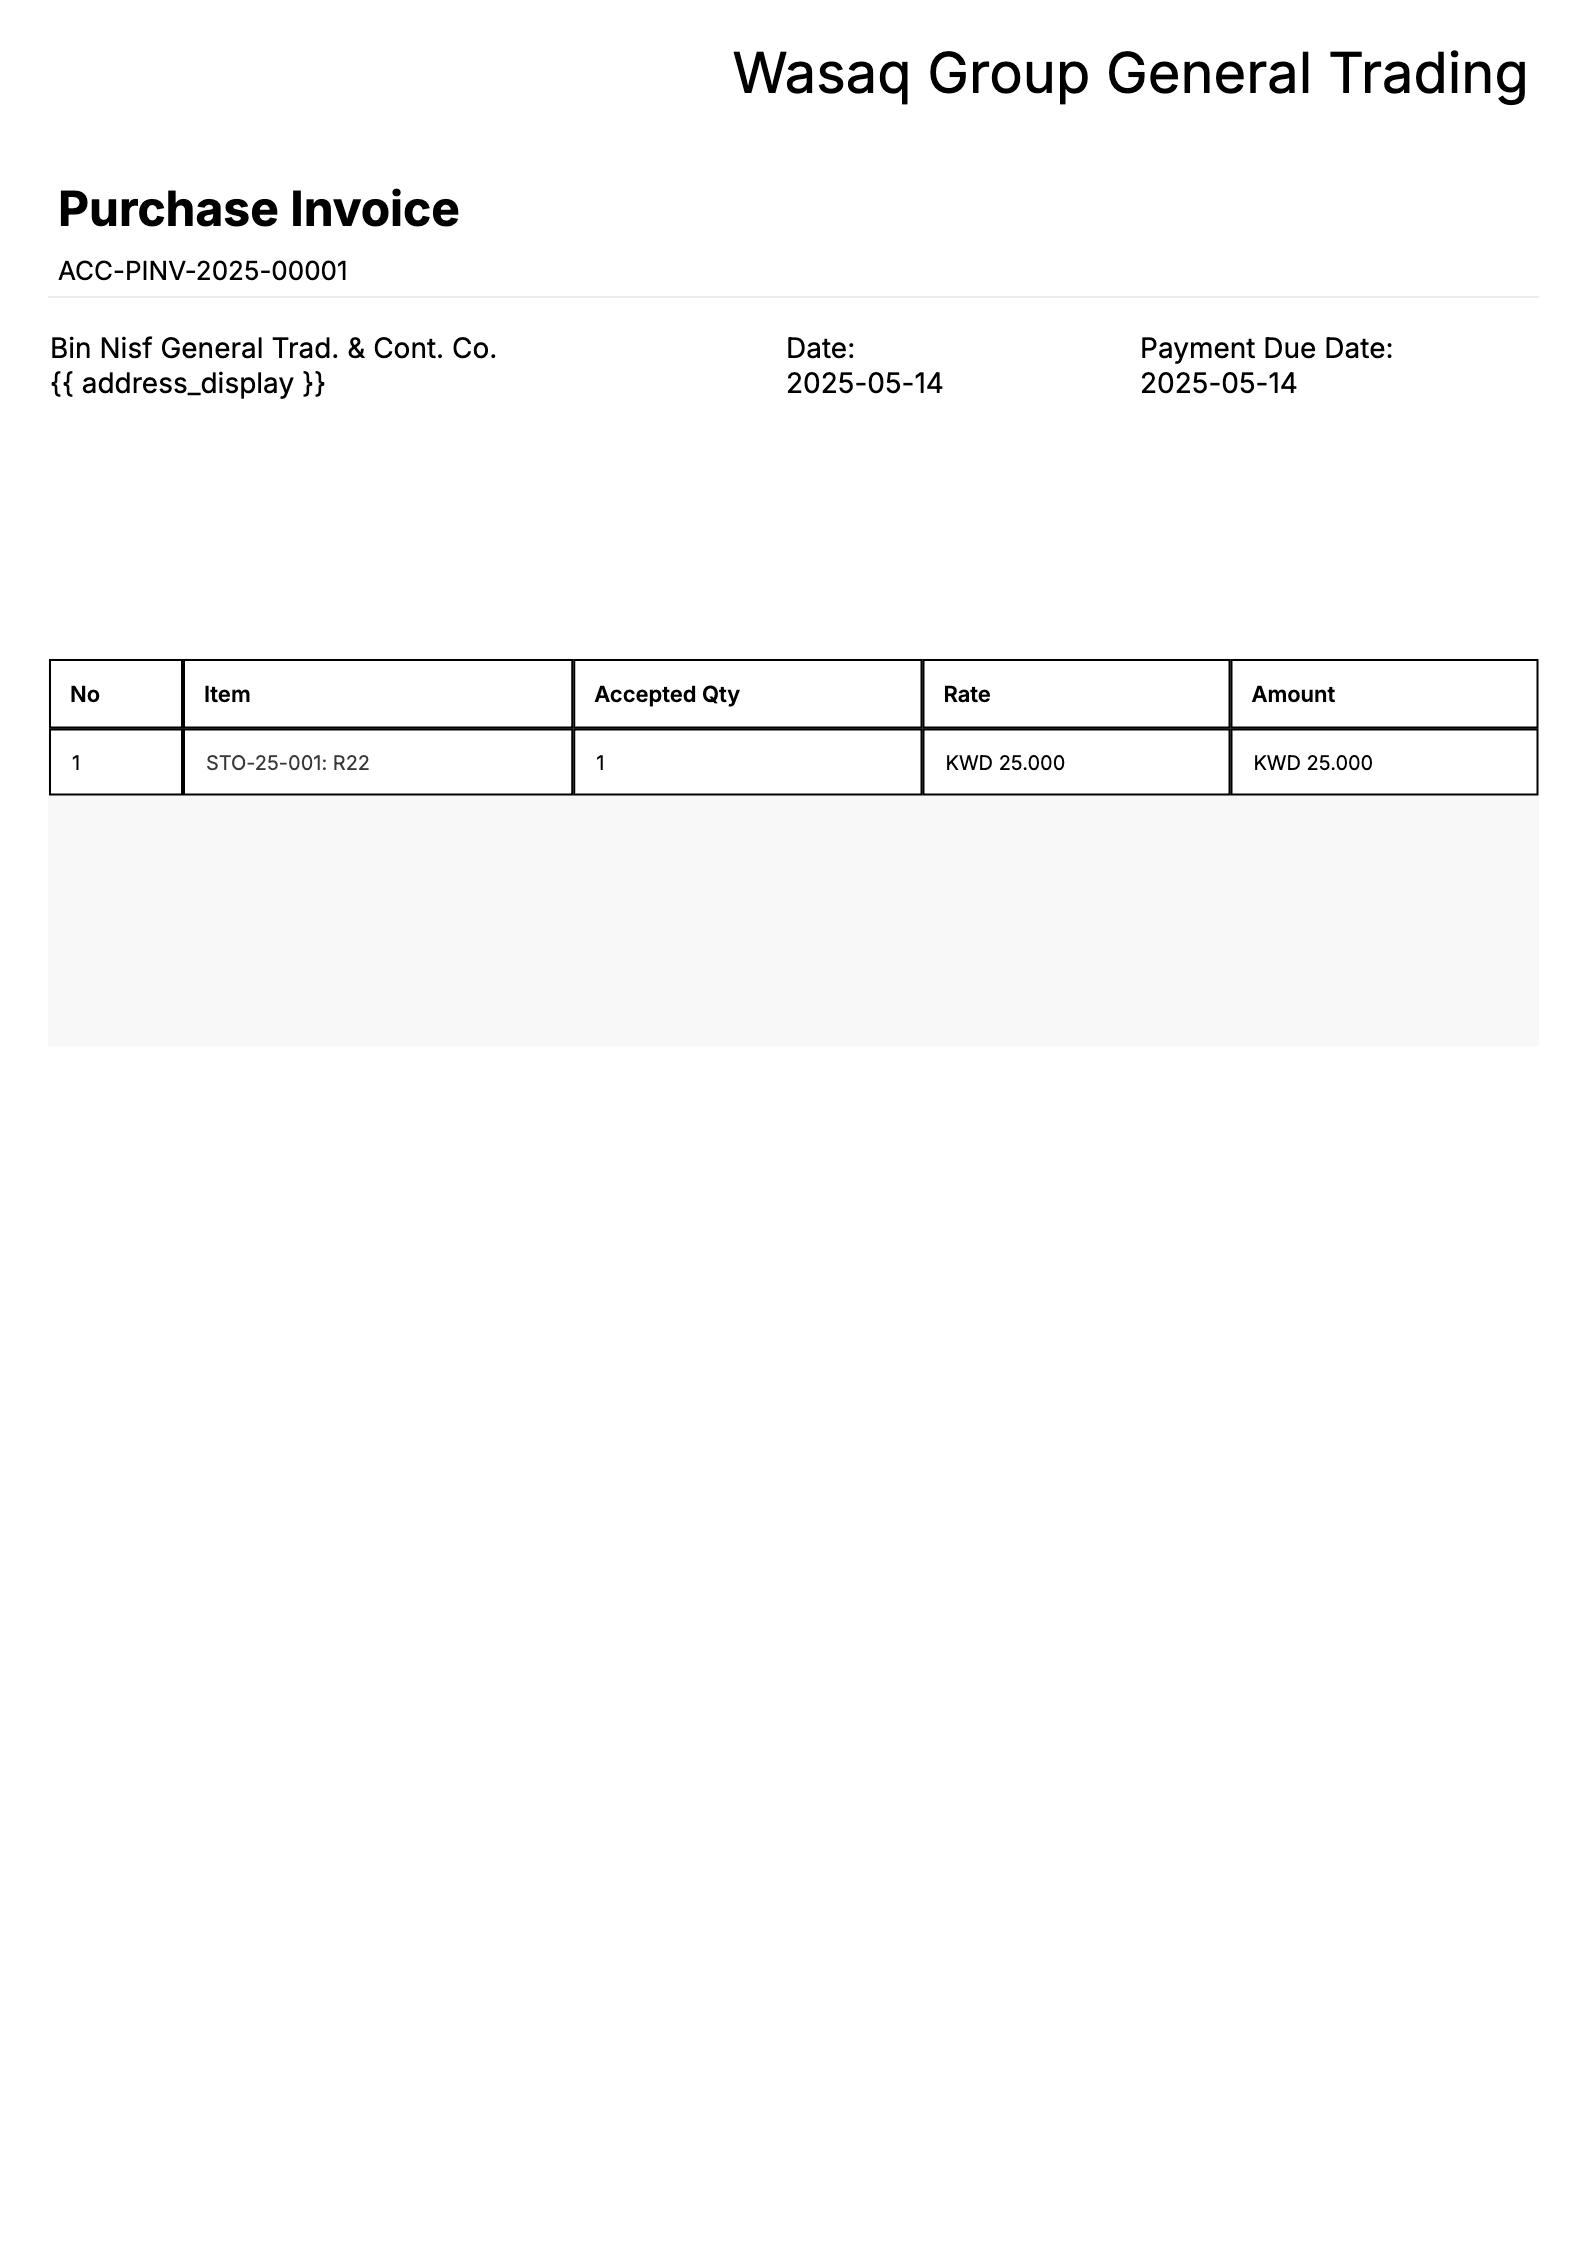 Wasaq Group General Trading
Purchase Invoice
ACC-PINV-2025-00001
Bin Nisf General Trad. & Cont. Co.
{{ address_display }}
Date:
2025-05-14
Payment Due Date:
2025-05-14
No Item Accepted Qty Rate Amount
1 STO-25-001: R22 1 KWD 25.000 KWD 25.000